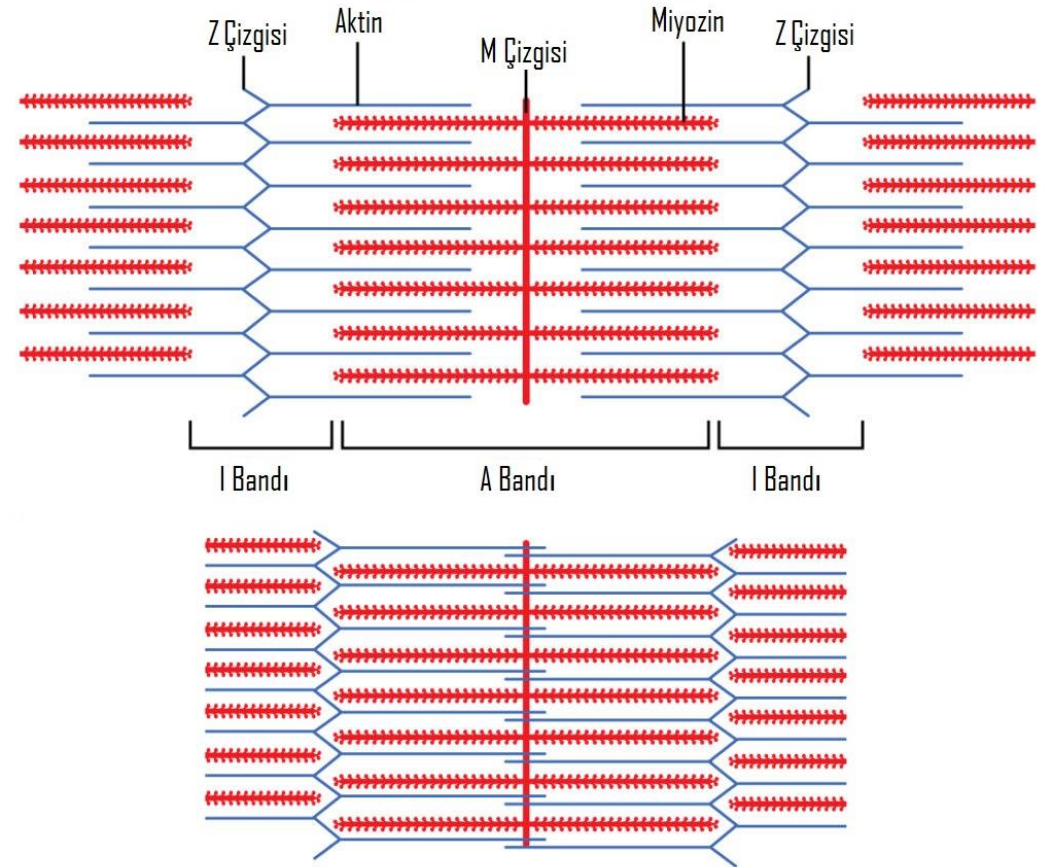 Z Çizgisi
Aktin
M Çizgisi
Miyozin
Z Çizgisi
I Bandı
A Bandı
I Bandı